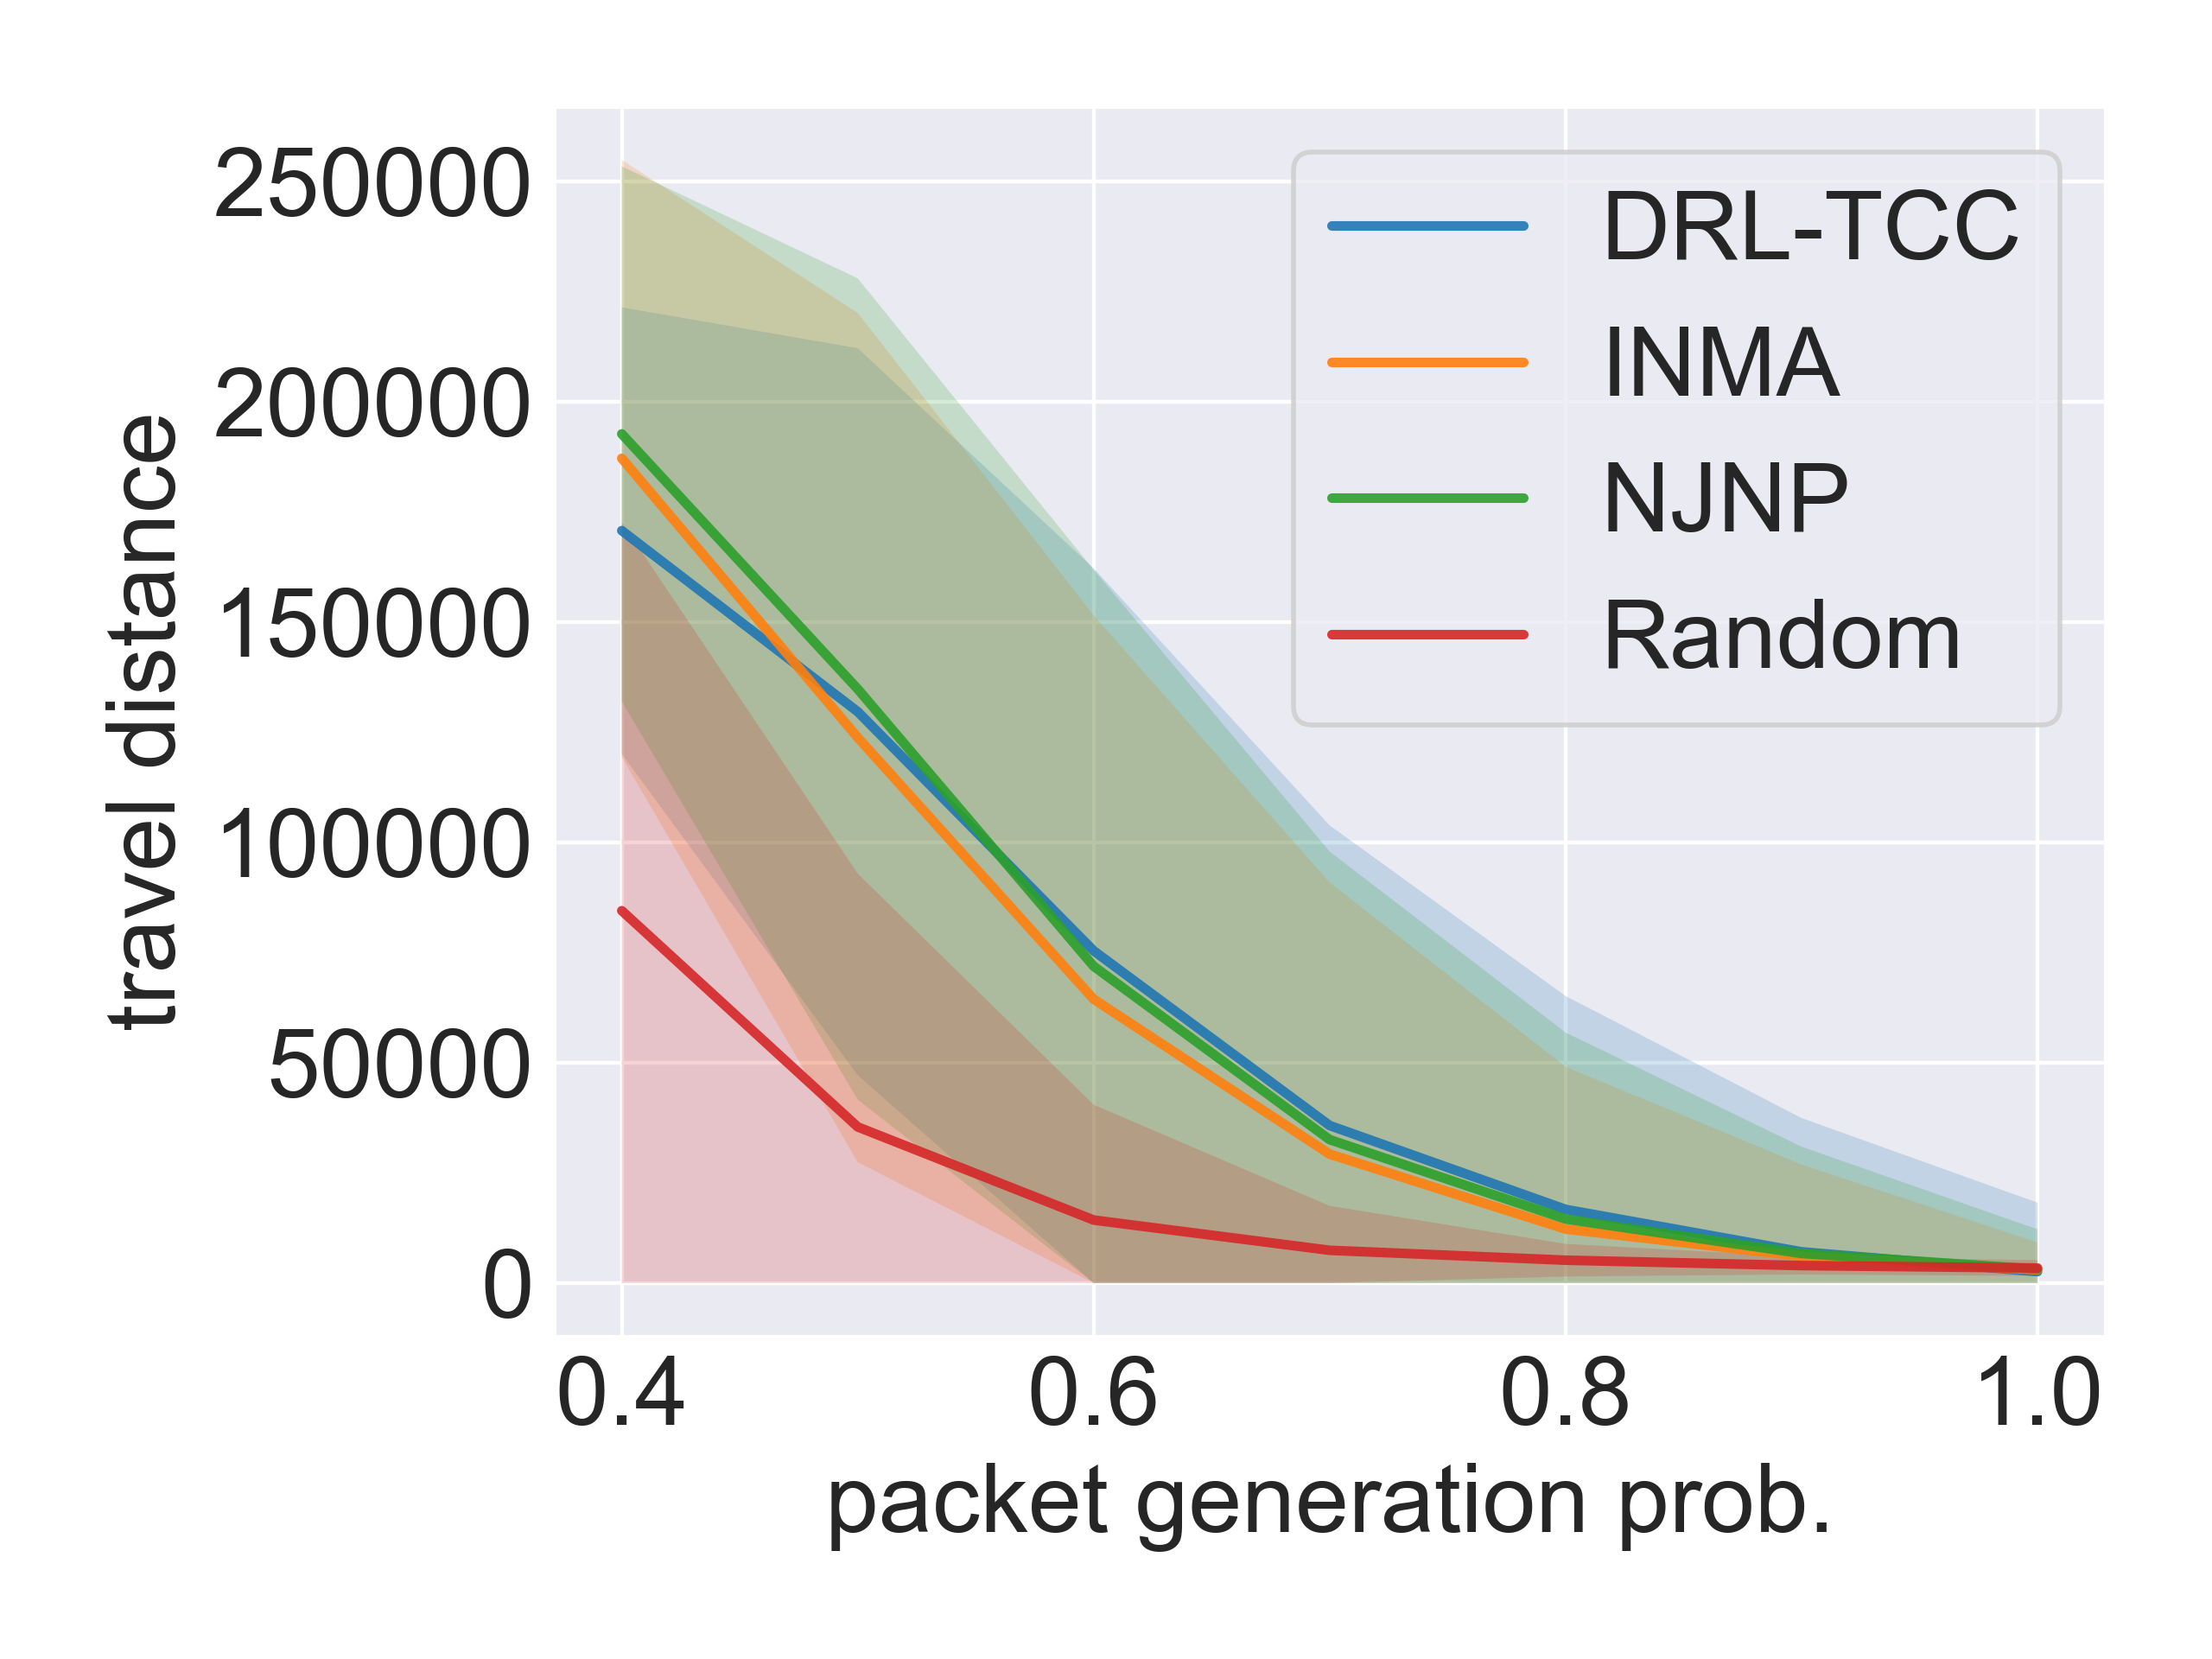 250000
200000
150000
100000
50000
0
travel distance
DRL-TCC
INMA
NJNP
Random
0.4 0.6 0.8 1.0
packet generation prob.